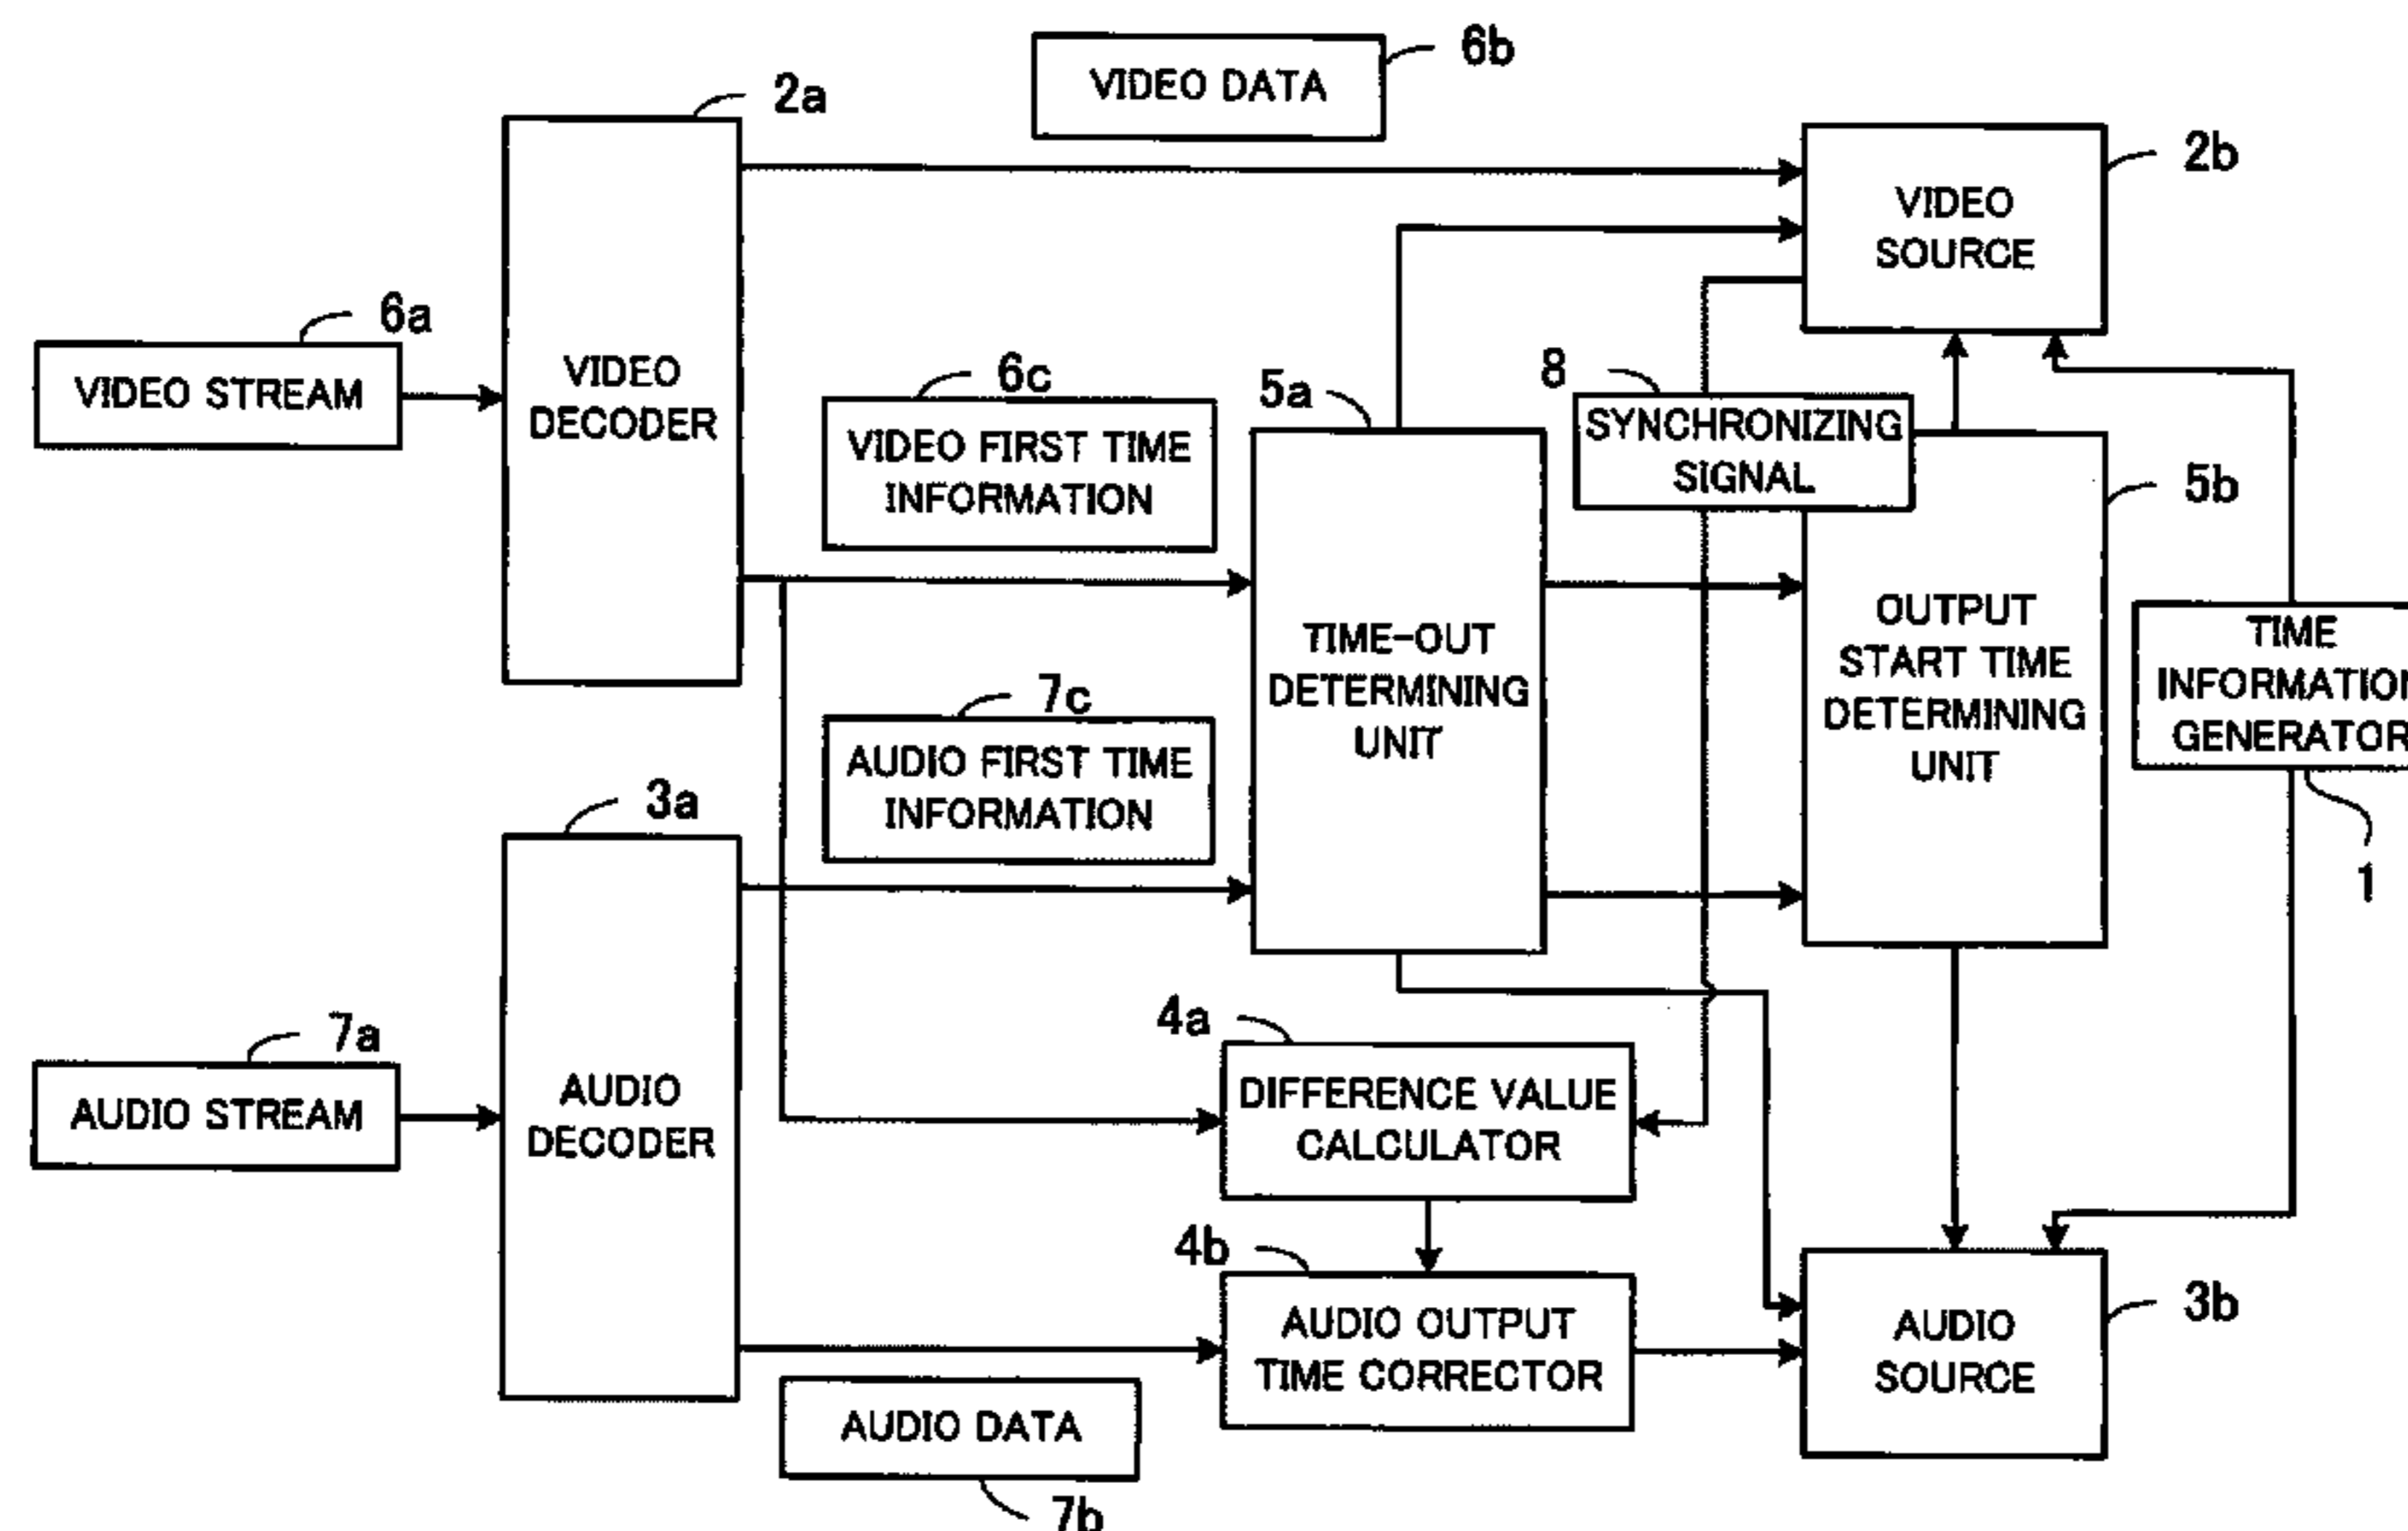 VIDEO DATA
6b
2a
VIDEO
SOURCE
2b
6a
VIDEO STREAM
VIDEO
DECODER
6c
VIDEO FIRST TIME
INFORMATION
5a
8
SYNCHRONIZING
SIGNAL
5b
TIME-OUT
DETERMINING
UNIT
OUTPUT
START TIME
DETERMINING
UNIT
TIME
INFORMATION
GENERATOR
1
7c
AUDIO FIRST TIME
INFORMATION
3a
7a
AUDIO STREAM
AUDIO
DECODER
4a
DIFFERENCE VALUE
CALCULATOR
4b
AUDIO OUTPUT
TIME CORRECTOR
AUDIO
SOURCE
3b
AUDIO DATA
7b